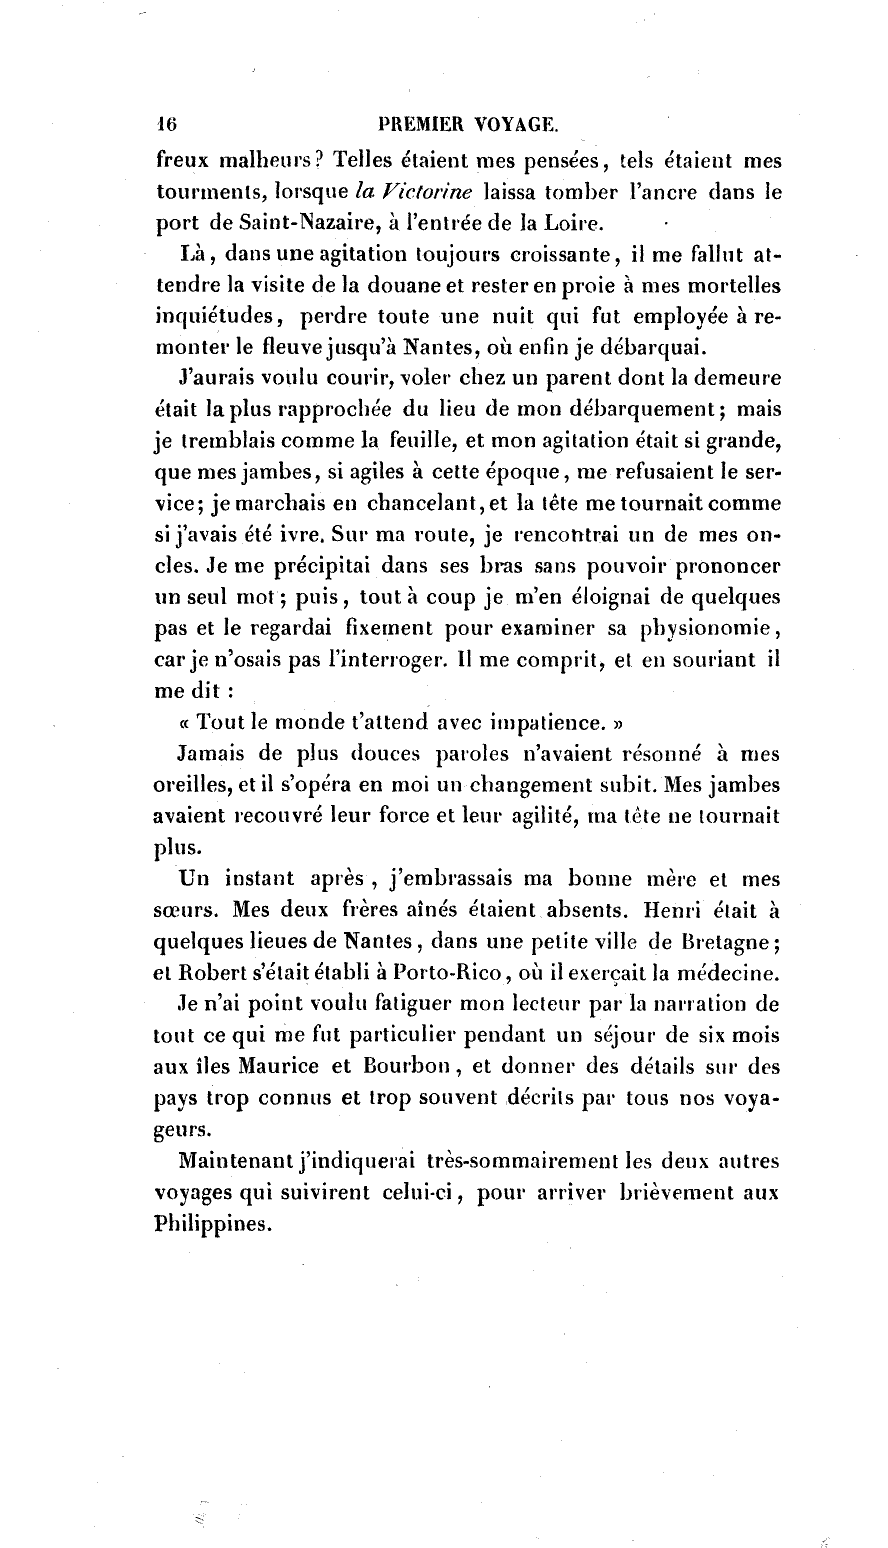 16 PREMIER VOYAGE.
freux malheurs? Telles étaient mes pensées, tels étaient mes
tourments, lorsque la Victorine laissa tomber l'ancre dans le
port de Saint-Nazaire, à l'entrée de la Loire.
Là, dans une agitation toujours croissante, il me fallut at-
tendre la visite de la douane et rester en proie à mes mortelles
inquiétudes, perdre toute une nuit qui fut employée à re-
monter le fleuve jusqu'à Nantes, où enfin je débarquai.
J'aurais voulu courir, voler chez un parent dont la demeure
était la plus rapprochée du lieu de mon débarquement; mais
je tremblais comme la feuille, et mon agitation était si grande,
que mes jambes, si agiles à cette époque, me refusaient le ser-
vice; je marchais en chancelant, et la tête me tournait comme
si j'avais été ivre. Sur ma route, je rencontrai un de mes on-
cles. Je me précipitai dans ses bras sans pouvoir prononcer
un seul mot; puis, tout à coup je m'en éloignai de quelques
pas et le regardai fixement pour examiner sa physionomie,
car je n'osais pas l'interroger. Il me comprit, et en souriant il
me dit :
« Tout le monde t'attend avec impatience. »
Jamais de plus douces paroles n'avaient résonné à mes
oreilles, et il s'opéra en moi un changement subit. Mes jambes
avaient recouvré leur force et leur agilité, ma tête ne tournait
plus.
Un instant après, j'embrassais ma bonne mère et mes
sœurs. Mes deux frères aînés étaient absents. Henri était à
quelques lieues de Nantes, dans une petite ville de Bretagne;
et Robert s'était établi à Porto-Rico, où il exerçait la médecine.
Je n'ai point voulu fatiguer mon lecteur par la narration de
tout ce qui me fut particulier pendant un séjour de six mois
aux îles Maurice et Bourbon, et donner des détails sur des
pays trop connus et trop souvent décrits par tous nos voya-
geurs.
Maintenant j'indiquerai très-sommairement les deux autres
voyages qui suivirent celui-ci, pour arriver brièvement aux
Philippines.